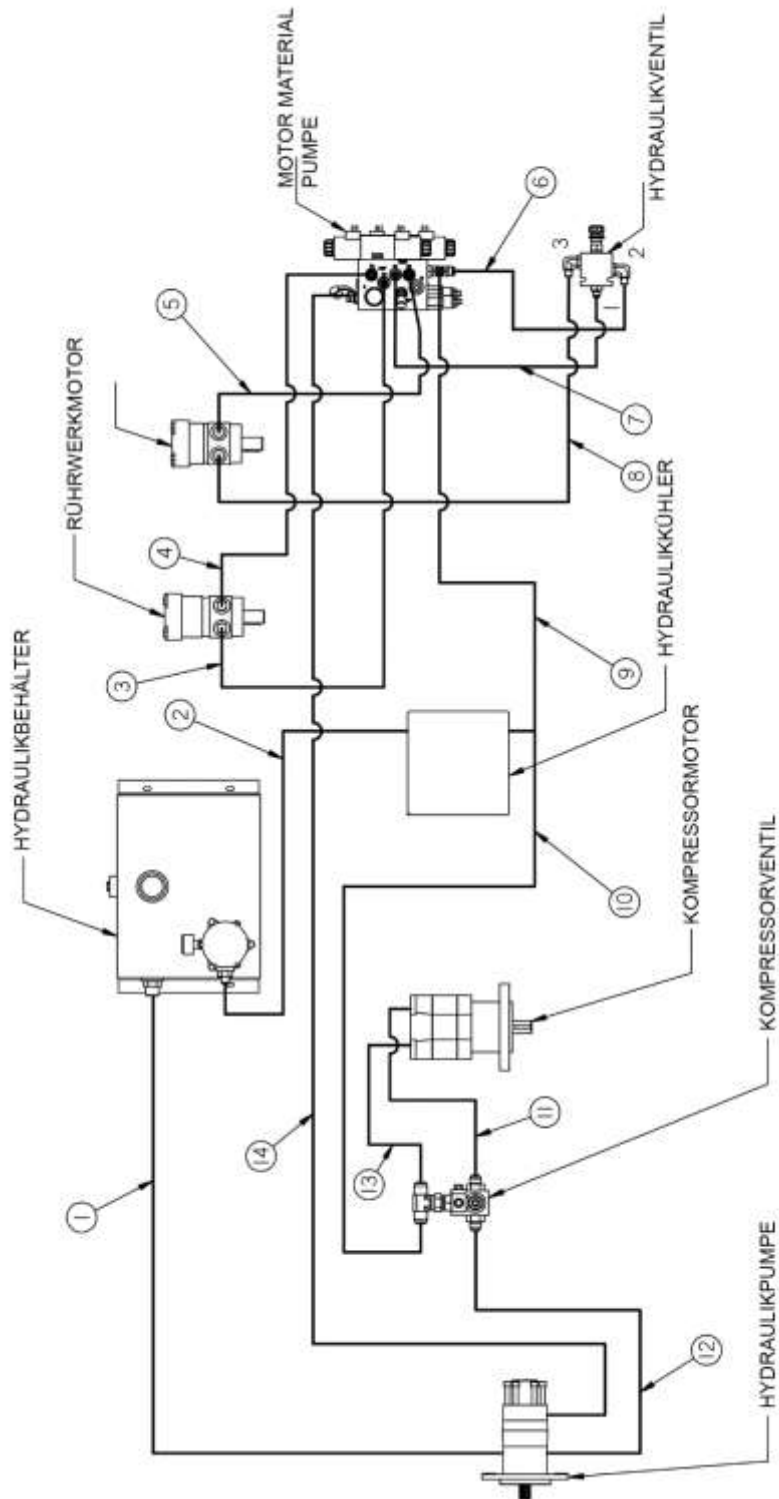 HYDRAULIKBEHÄLTER
RÜHRWERKMOTOR
MOTOR MATERIAL
PUMPE
1
2
3
4
5
6
7
8
9
10
11
12
13
14
3
1
2
HYDRAULIKVENTIL
HYDRAULIKKÜHLER
KOMPRESSORMOTOR
KOMPRESSORVENTIL
HYDRAULIKPUMPE